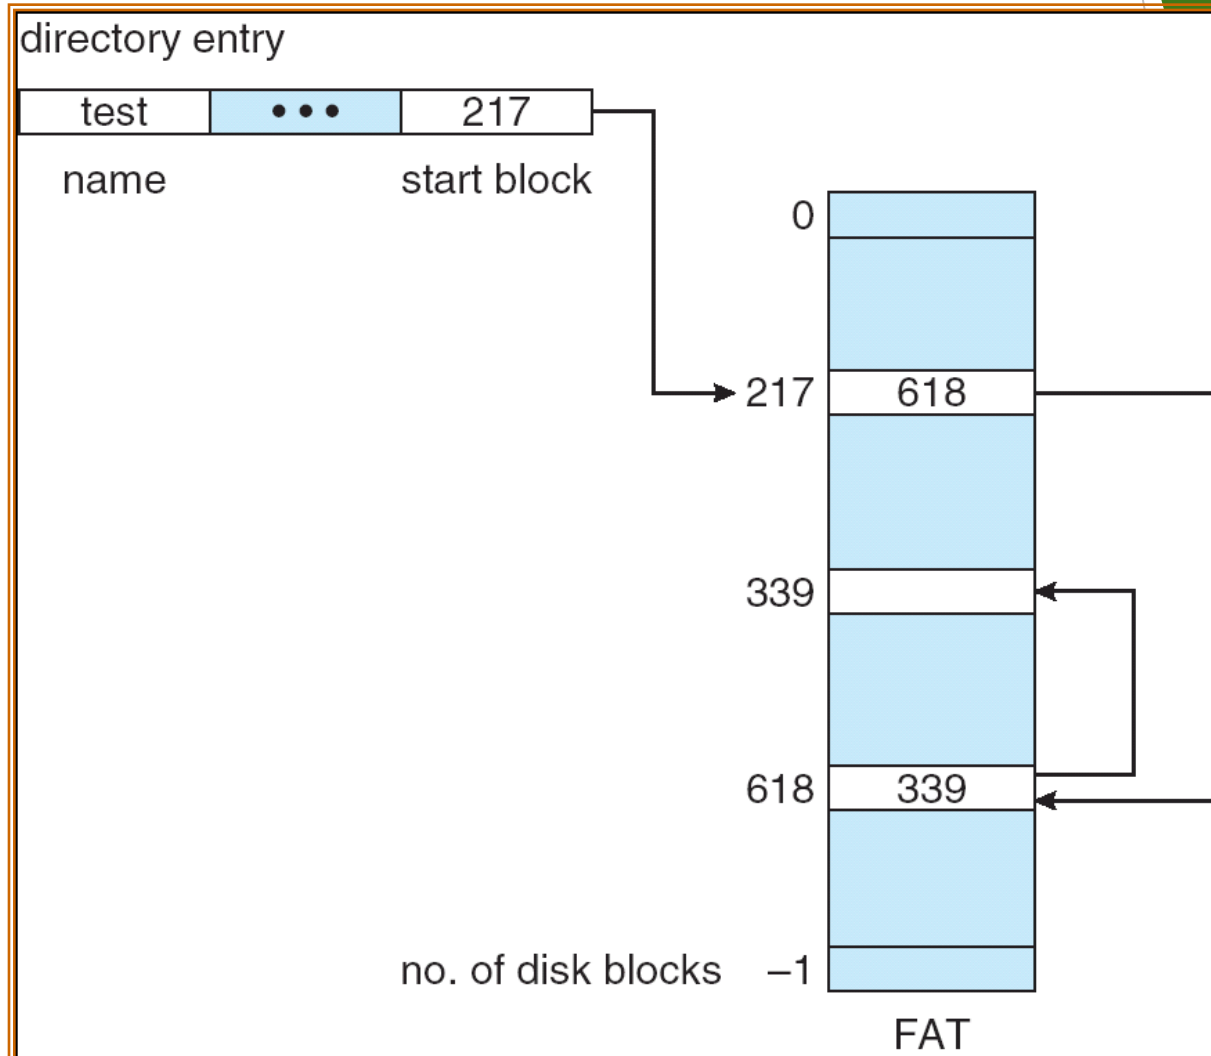 directory entry
test ••• 217
name start block
0
217 618
339
618 339
no. of disk blocks –1
FAT